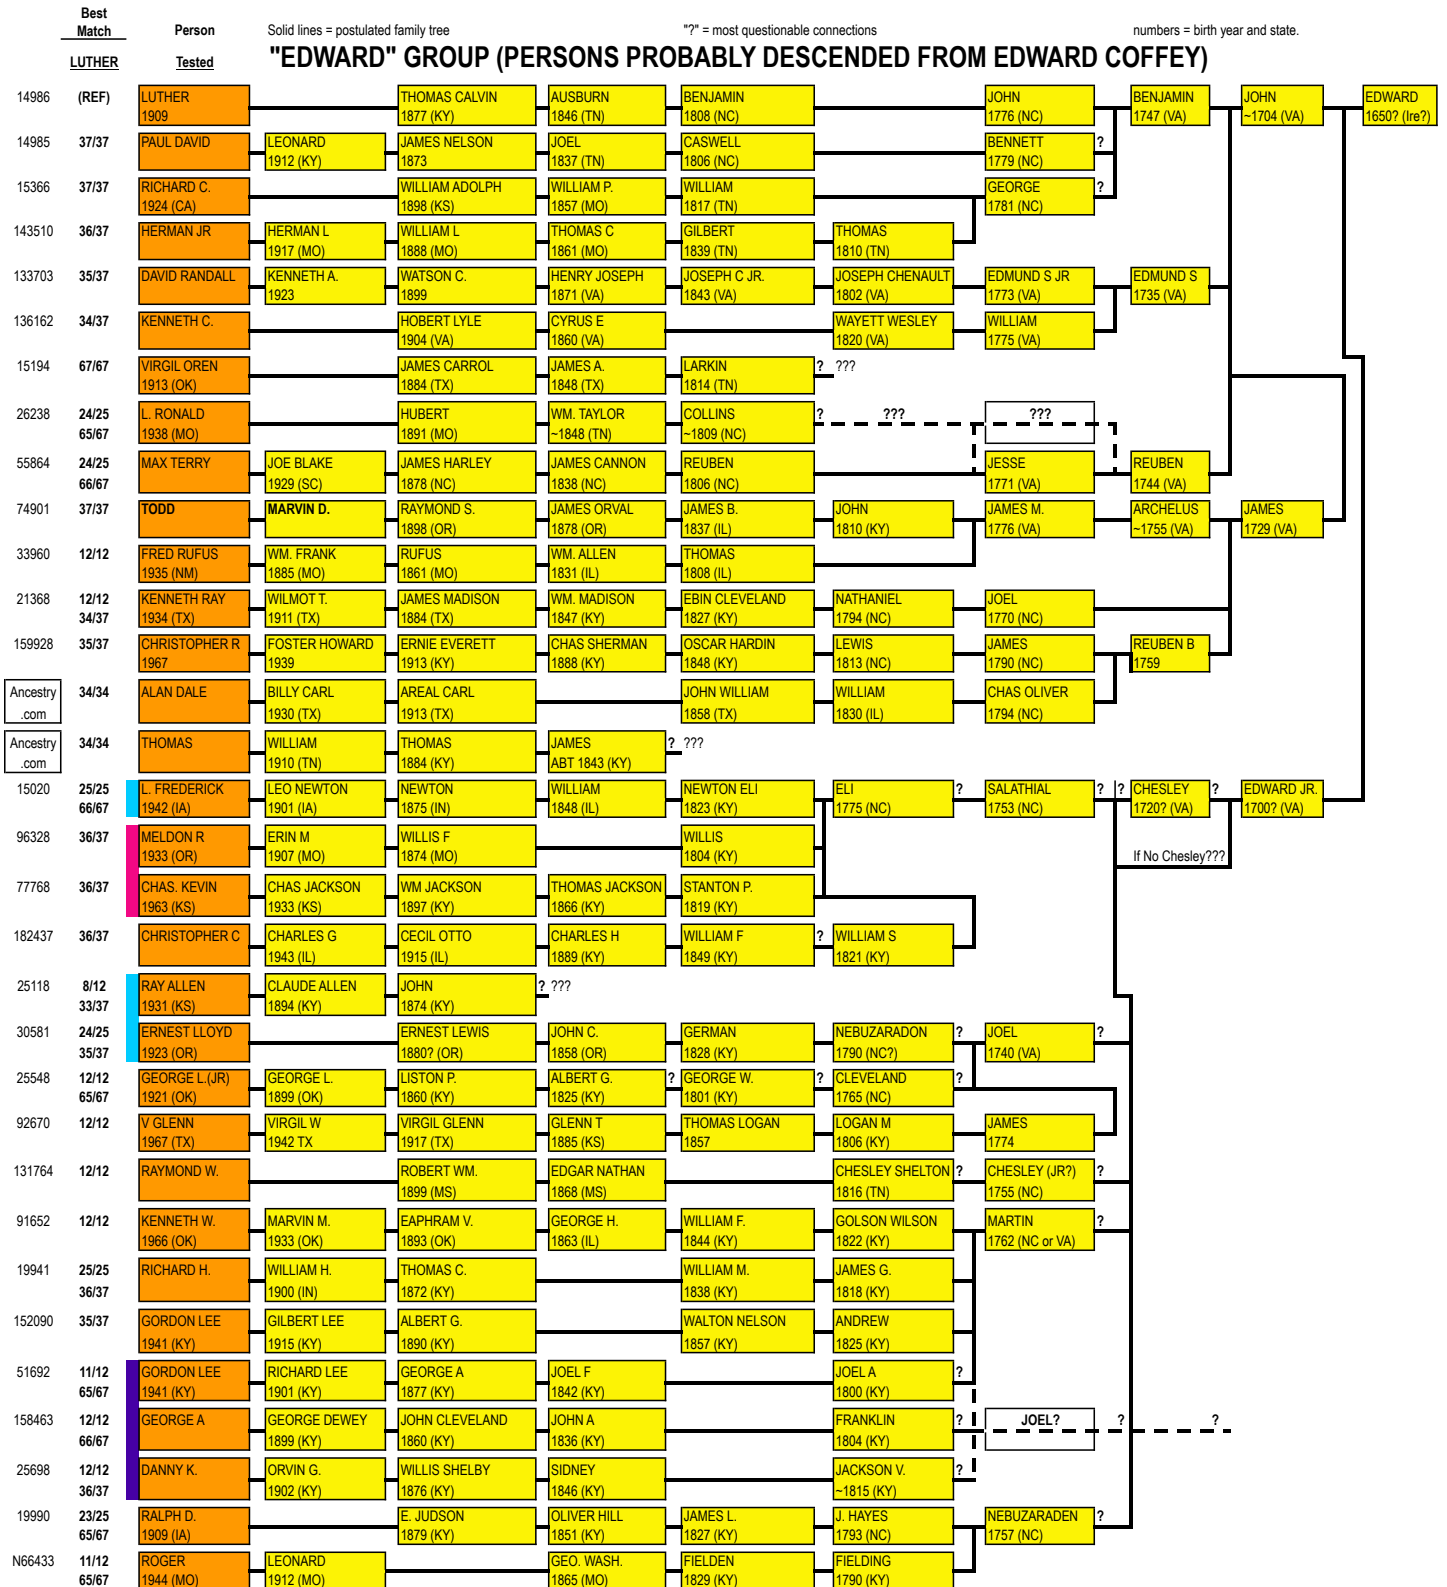 Best
Match Person Solid lines = postulated family tree "?" = most questionable connections numbers = birth year and state.
LUTHER Tested "EDWARD" GROUP (PERSONS PROBABLY DESCENDED FROM EDWARD COFFEY)
14986 (REF) LUTHER THOMAS CALVIN AUSBURN BENJAMIN JOHN BENJAMIN JOHN EDWARD
1909 1877 (KY) 1846 (TN) 1808 (NC) 1776 (NC) 1747 (VA) ~1704 (VA) 1650? (Ire?)
14985 37/37 PAUL DAVID LEONARD JAMES NELSON JOEL CASWELL BENNETT ?
1912 (KY) 1873 1837 (TN) 1806 (NC) 1779 (NC)
15366 37/37 RICHARD C. WILLIAM ADOLPH WILLIAM P. WILLIAM GEORGE ?
1924 (CA) 1898 (KS) 1857 (MO) 1817 (TN) 1781 (NC)
143510 36/37 HERMAN JR HERMAN L WILLIAM L THOMAS C GILBERT THOMAS
1917 (MO) 1888 (MO) 1861 (MO) 1839 (TN) 1810 (TN)
133703 35/37 DAVID RANDALL KENNETH A. WATSON C. HENRY JOSEPH JOSEPH C JR. JOSEPH CHENAULT EDMUND S JR EDMUND S
1923 1899 1871 (VA) 1843 (VA) 1802 (VA) 1773 (VA) 1735 (VA)
136162 34/37 KENNETH C. HOBERT LYLE CYRUS E WAYETT WESLEY WILLIAM
1904 (VA) 1860 (VA) 1820 (VA) 1775 (VA)
15194 67/67 VIRGIL OREN JAMES CARROL JAMES A. LARKIN ? ???
1913 (OK) 1884 (TX) 1848 (TX) 1814 (TN)
26238 24/25 L. RONALD HUBERT WM. TAYLOR COLLINS ? ??? ???
65/67 1938 (MO) 1891 (MO) ~1848 (TN) ~1809 (NC)
55864 24/25 MAX TERRY JOE BLAKE JAMES HARLEY JAMES CANNON REUBEN JESSE REUBEN
66/67 1929 (SC) 1878 (NC) 1838 (NC) 1806 (NC) 1771 (VA) 1744 (VA)
74901 37/37 TODD MARVIN D. RAYMOND S. JAMES ORVAL JAMES B. JOHN JAMES M. ARCHELUS JAMES
1898 (OR) 1878 (OR) 1837 (IL) 1810 (KY) 1776 (VA) ~1755 (VA) 1729 (VA)
33960 12/12 FRED RUFUS WM. FRANK RUFUS WM. ALLEN THOMAS
1935 (NM) 1885 (MO) 1861 (MO) 1831 (IL) 1808 (IL)
21368 12/12 KENNETH RAY WILMOT T. JAMES MADISON WM. MADISON EBIN CLEVELAND NATHANIEL JOEL
34/37 1934 (TX) 1911 (TX) 1884 (TX) 1847 (KY) 1827 (KY) 1794 (NC) 1770 (NC)
159928 35/37 CHRISTOPHER R FOSTER HOWARD ERNIE EVERETT CHAS SHERMAN OSCAR HARDIN LEWIS JAMES REUBEN B
1967 1939 1913 (KY) 1888 (KY) 1848 (KY) 1813 (NC) 1790 (NC) 1759
Ancestry 34/34 ALAN DALE BILLY CARL AREAL CARL JOHN WILLIAM WILLIAM CHAS OLIVER
.com 1930 (TX) 1913 (TX) 1858 (TX) 1830 (IL) 1794 (NC)
Ancestry 34/34 THOMAS WILLIAM THOMAS JAMES ? ???
.com 1910 (TN) 1884 (KY) ABT 1843 (KY)
15020 25/25 L. FREDERICK LEO NEWTON NEWTON WILLIAM NEWTON ELI ELI ? SALATHIAL ? ? CHESLEY ? EDWARD JR.
66/67 1942 (IA) 1901 (IA) 1875 (IN) 1848 (IL) 1823 (KY) 1775 (NC) 1753 (NC) 1720? (VA) 1700? (VA)
96328 36/37 MELDON R ERIN M WILLIS F WILLIS
1933 (OR) 1907 (MO) 1874 (MO) 1804 (KY) If No Chesley???
77768 36/37 CHAS. KEVIN CHAS JACKSON WM JACKSON THOMAS JACKSON STANTON P.
1963 (KS) 1933 (KS) 1897 (KY) 1866 (KY) 1819 (KY)
182437 36/37 CHRISTOPHER C CHARLES G CECIL OTTO CHARLES H WILLIAM F ? WILLIAM S
1943 (IL) 1915 (IL) 1889 (KY) 1849 (KY) 1821 (KY)
25118 8/12 RAY ALLEN CLAUDE ALLEN JOHN ? ???
33/37 1931 (KS) 1894 (KY) 1874 (KY)
30581 24/25 ERNEST LLOYD ERNEST LEWIS JOHN C. GERMAN NEBUZARADON ? JOEL ?
35/37 1923 (OR) 1880? (OR) 1858 (OR) 1828 (KY) 1790 (NC?) 1740 (VA)
25548 12/12 GEORGE L.(JR) GEORGE L. LISTON P. ALBERT G. ? GEORGE W. ? CLEVELAND ?
65/67 1921 (OK) 1899 (OK) 1860 (KY) 1825 (KY) 1801 (KY) 1765 (NC)
92670 12/12 V GLENN VIRGIL W VIRGIL GLENN GLENN T THOMAS LOGAN LOGAN M JAMES
1967 (TX) 1942 TX 1917 (TX) 1885 (KS) 1857 1806 (KY) 1774
131764 12/12 RAYMOND W. ROBERT WM. EDGAR NATHAN CHESLEY SHELTON ? CHESLEY (JR?) ?
1899 (MS) 1868 (MS) 1816 (TN) 1755 (NC)
91652 12/12 KENNETH W. MARVIN M. EAPHRAM V. GEORGE H. WILLIAM F. GOLSON WILSON MARTIN ?
1966 (OK) 1933 (OK) 1893 (OK) 1863 (IL) 1844 (KY) 1822 (KY) 1762 (NC or VA)
19941 25/25 RICHARD H. WILLIAM H. THOMAS C. WILLIAM M. JAMES G.
36/37 1900 (IN) 1872 (KY) 1838 (KY) 1818 (KY)
152090 35/37 GORDON LEE GILBERT LEE ALBERT G. WALTON NELSON ANDREW
1941 (KY) 1915 (KY) 1890 (KY) 1857 (KY) 1825 (KY)
51692 11/12 GORDON LEE RICHARD LEE GEORGE A JOEL F JOEL A ?
65/67 1941 (KY) 1901 (KY) 1877 (KY) 1842 (KY) 1800 (KY)
158463 12/12 GEORGE A GEORGE DEWEY JOHN CLEVELAND JOHN A FRANKLIN ? JOEL? ? ?
66/67 1899 (KY) 1860 (KY) 1836 (KY) 1804 (KY)
25698 12/12 DANNY K. ORVIN G. WILLIS SHELBY SIDNEY JACKSON V. ?
36/37 1902 (KY) 1876 (KY) 1846 (KY) ~1815 (KY)
19990 23/25 RALPH D. E. JUDSON OLIVER HILL JAMES L. J. HAYES NEBUZARADEN ?
65/67 1909 (IA) 1879 (KY) 1851 (KY) 1827 (KY) 1793 (NC) 1757 (NC)
N66433 11/12 ROGER LEONARD GEO. WASH. FIELDEN FIELDING
65/67 1944 (MO) 1912 (MO) 1865 (MO) 1829 (KY) 1790 (KY)